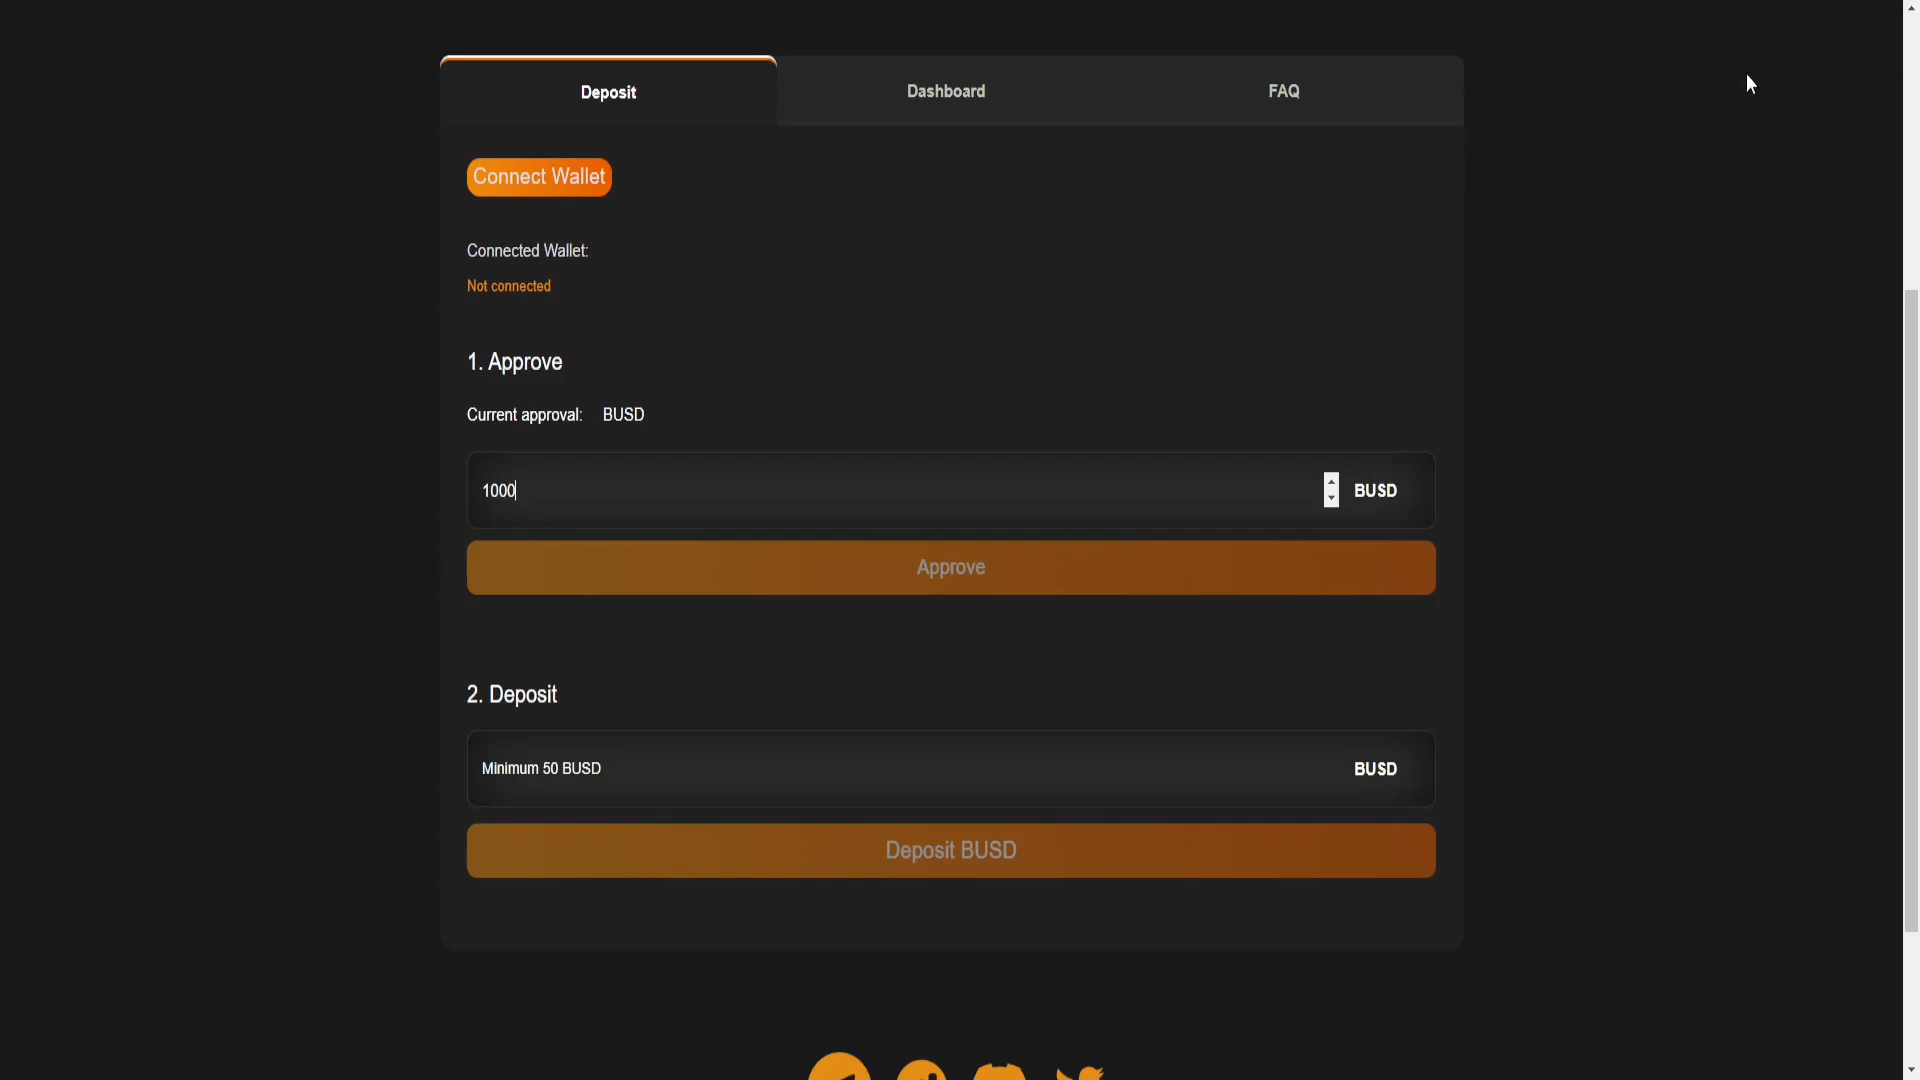 Deposit Dashboard FAQ
Connect Wallet
Connected Wallet:
Not connected
1. Approve
Current approval: BUSD
1000 BUSD
Approve
2. Deposit
Minimum 50 BUSD BUSD
Deposit BUSD